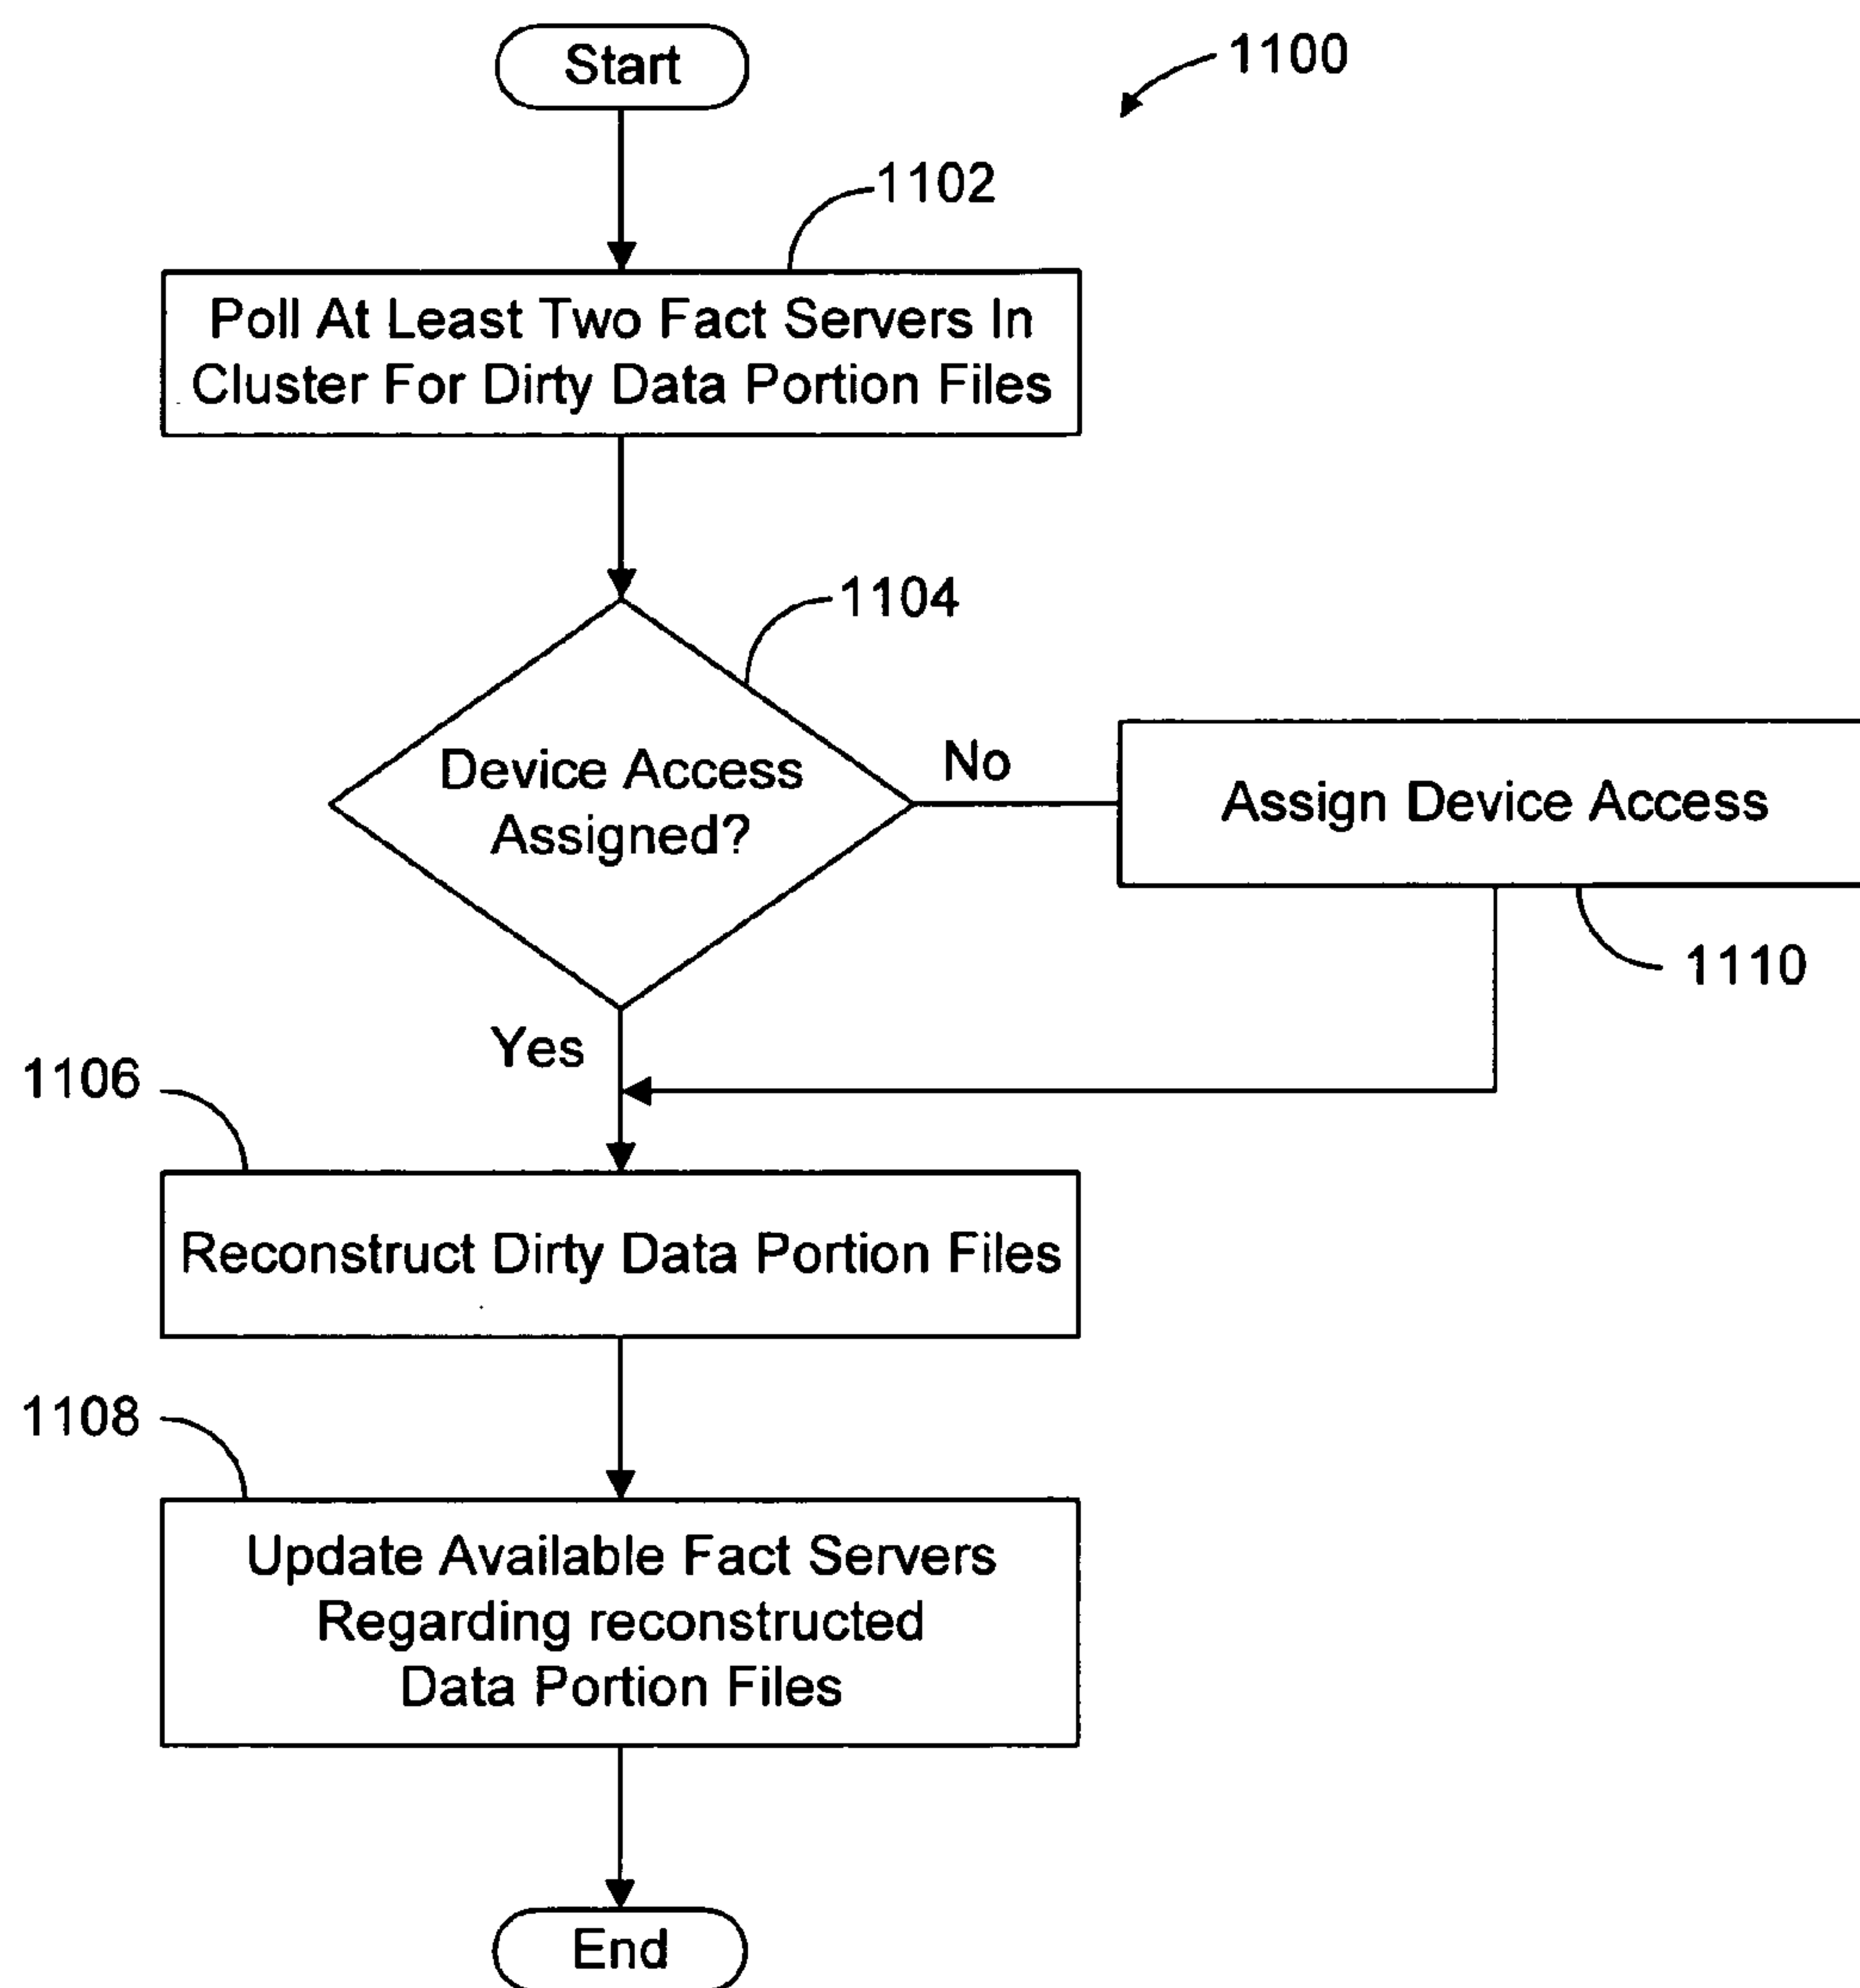 Start
1100
1102
Poll At Least Two Fact Servers In
Cluster For Dirty Data Portion Files
1104
Device Access
Assigned?
No
Assign Device Access
1110
Yes
1106
Reconstruct Dirty Data Portion Files
1108
Update Available Fact Servers
Regarding reconstructed
Data Portion Files
End